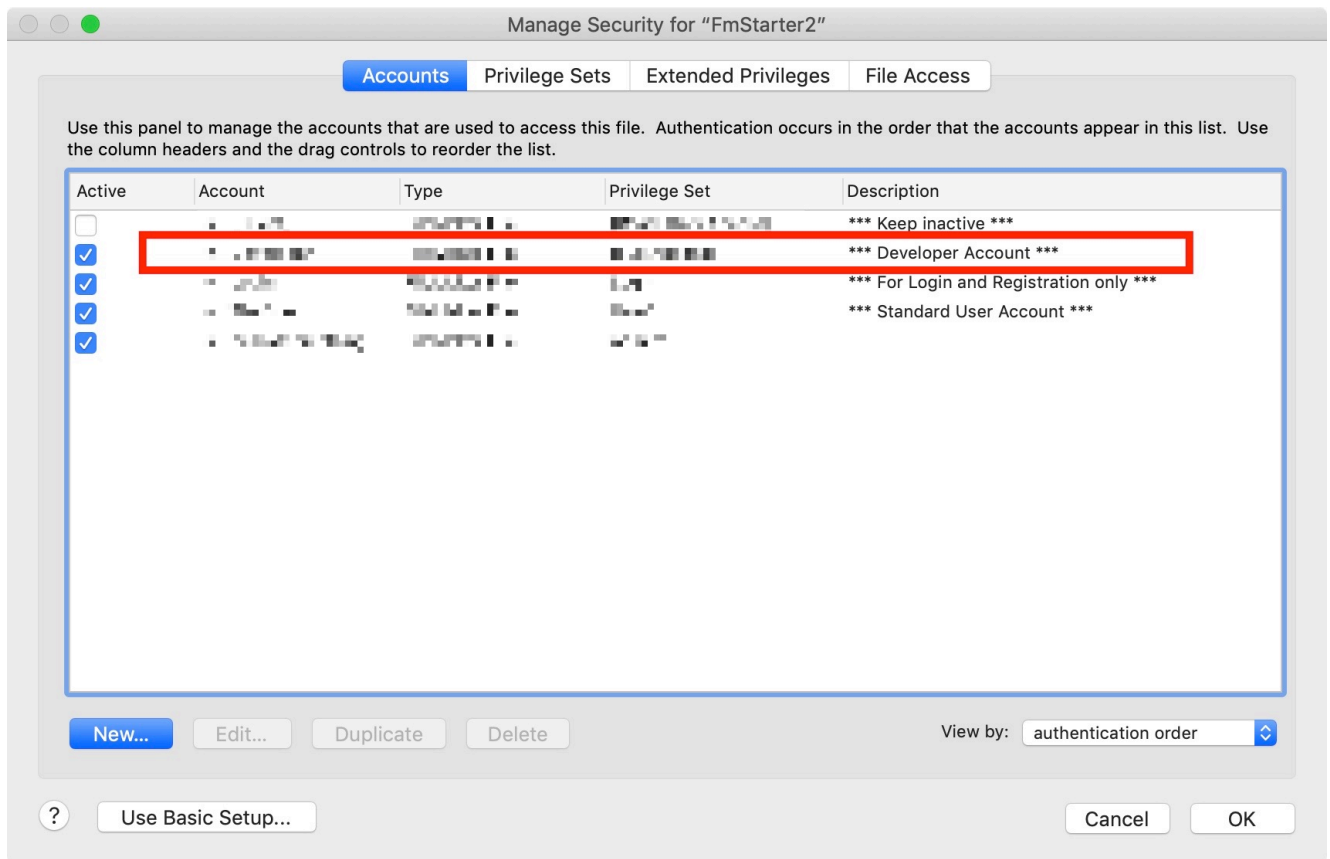 Manage Security for “FmStarter2”
Accounts Privilege Sets Extended Privileges File Access
Use this panel to manage the accounts that are used to access this file.  Authentication occurs in the order that the accounts appear in this list.  Use
the column headers and the drag controls to reorder the list.
Active Account Type Privilege Set Description
*** Keep inactive ***
*** Developer Account ***
*** For Login and Registration only ***
*** Standard User Account ***
New... Edit... Duplicate Delete View by: authentication order
? Use Basic Setup... Cancel OK